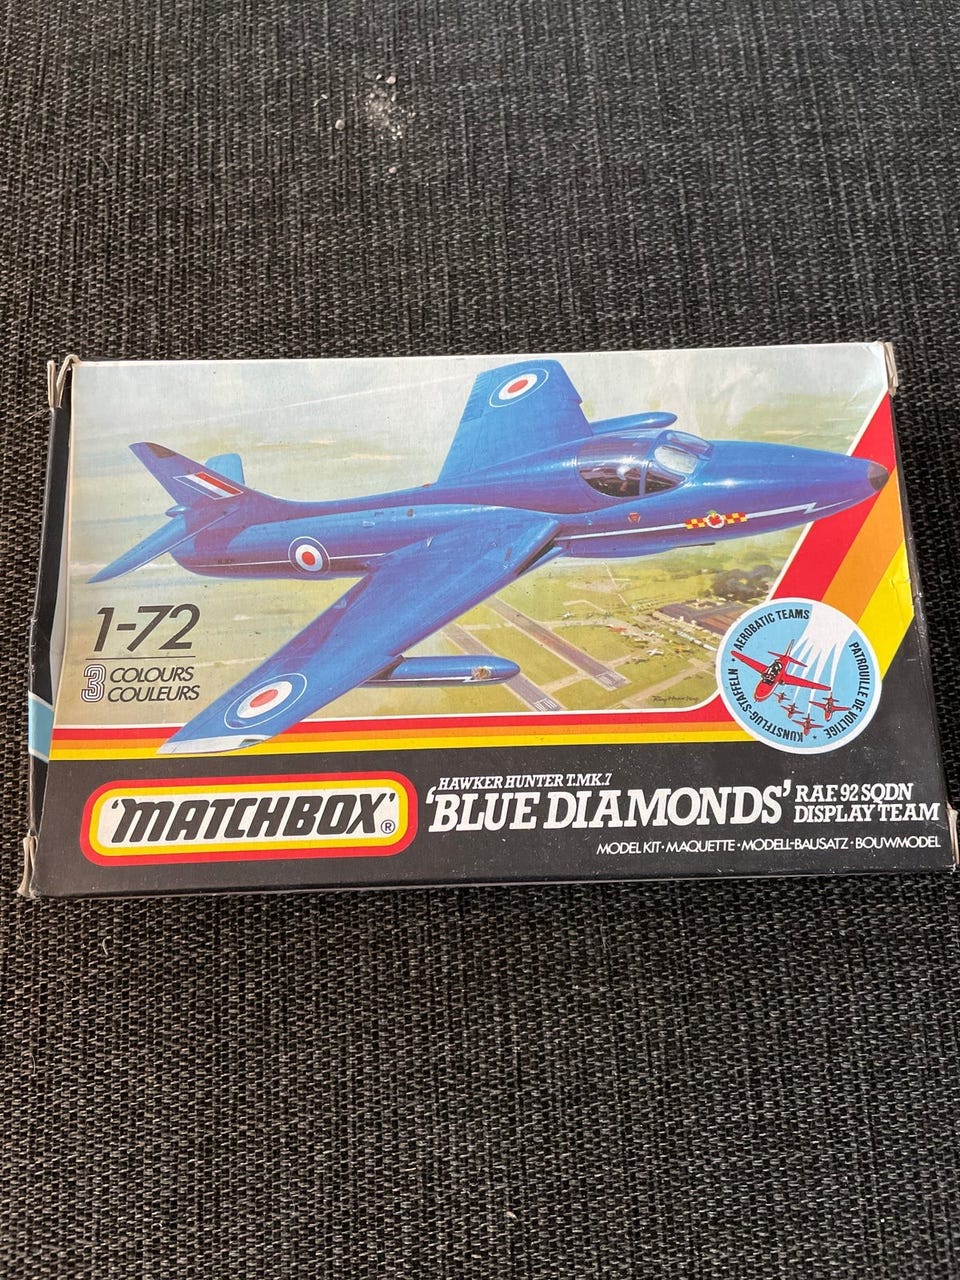 1-72
3 COLOURS
COULEURS
AEROBATIC TEAMS
PATROUILLE DE VOLTIGE
KUNSTFLUG-STAFFELN
'MATCHBOX'®
HAWKER HUNTER T.MK.7
'BLUE DIAMONDS'
R.A.F. 92 SQDN
DISPLAY TEAM
MODEL KIT • MAQUETTE • MODELL-BAUSATZ • BOUWMODEL